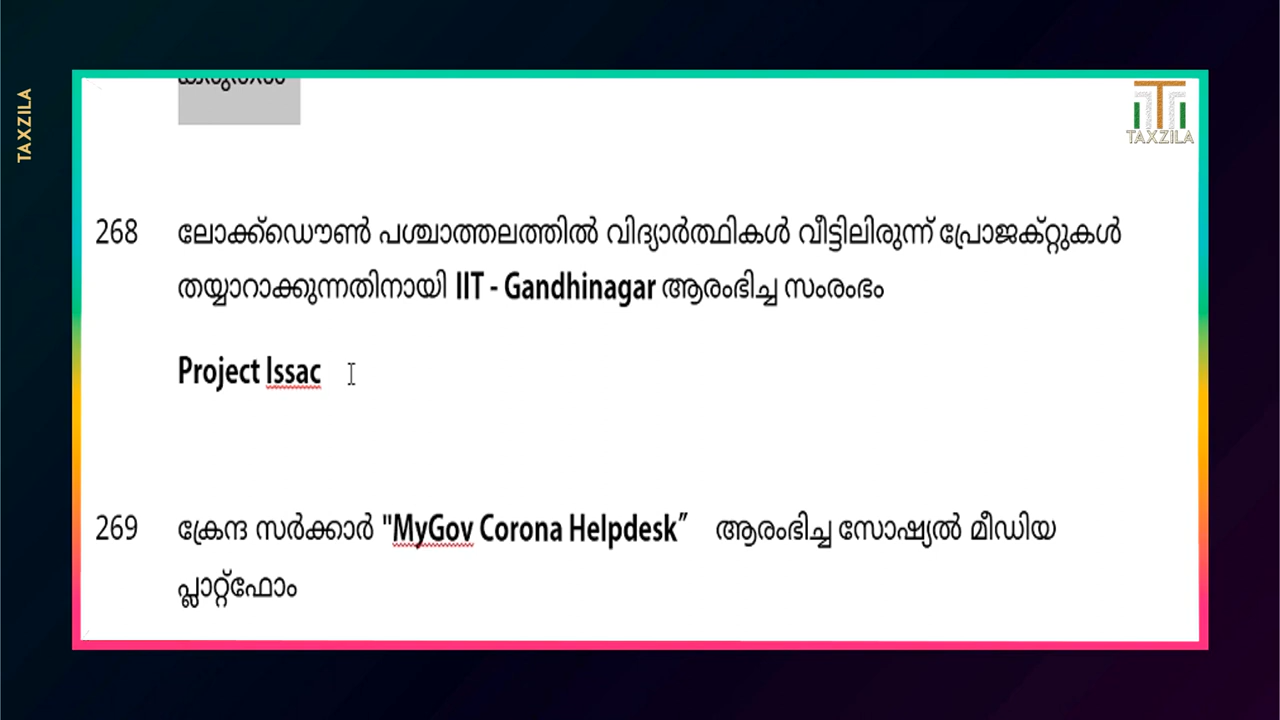 TAXZILA
TAXZILA
268 ലോക്ക്ഡൌൺ പശ്ചാത്തലത്തിൽ വിദ്യാർത്ഥികൾ വീട്ടിലിരുന്ന് പ്രോജക്റ്റുകൾ
തയ്യാറാക്കുന്നതിനായി IIT - Gandhinagar ആരംഭിച്ച സംരംഭം
Project Issac
269 കേന്ദ്ര സർക്കാർ "MyGov Corona Helpdesk” ആരംഭിച്ച സോഷ്യൽ മീഡിയ
പ്ലാറ്റ്ഫോം